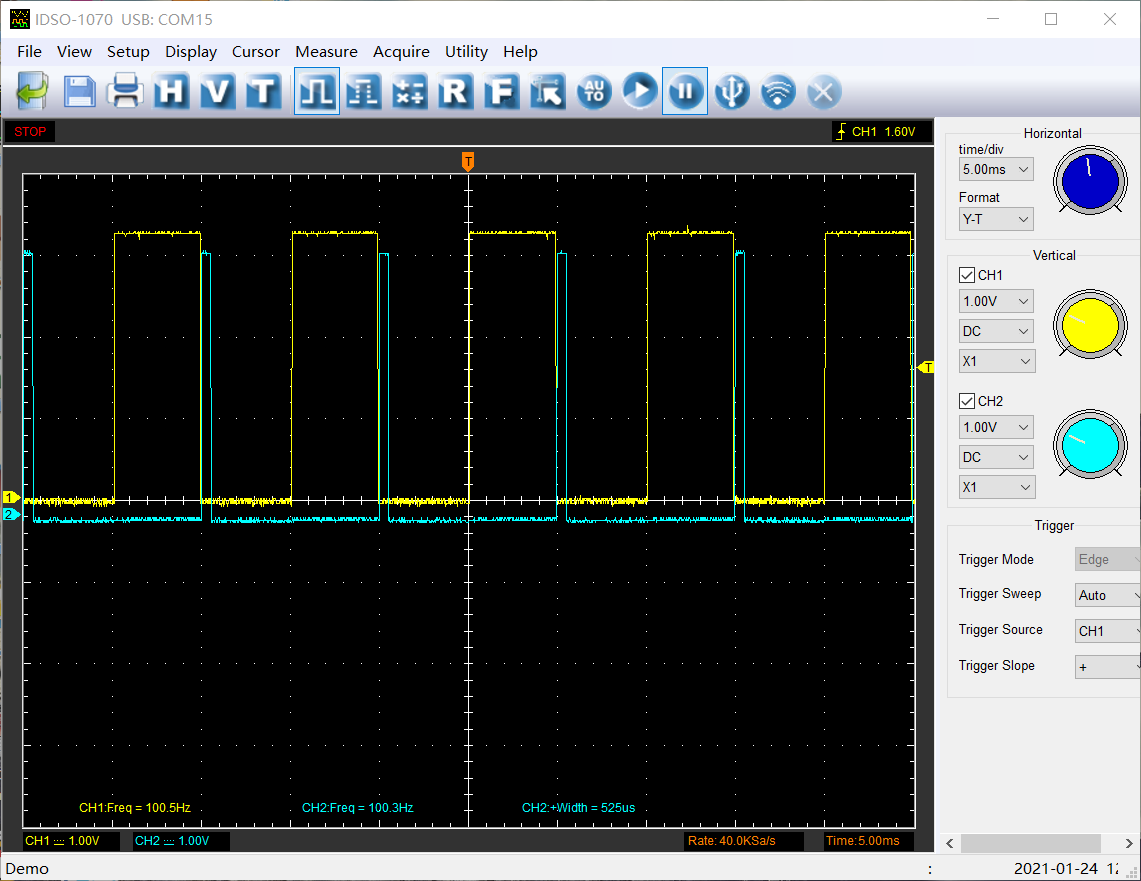 IDSO-1070 USB: COM15
File View Setup Display Cursor Measure Acquire Utility Help
H V T R F AUTO
STOP
CH1 1.60V
T
T
1
2
CH1:Freq = 100.5Hz
CH2:Freq = 100.3Hz
CH2:+Width = 525us
CH1 1.00V
CH2 1.00V
Rate: 40.0KSa/s
Time:5.00ms
Horizontal
time/div
5.00ms
Format
Y-T
Vertical
CH1
1.00V
DC
X1
CH2
1.00V
DC
X1
Trigger
Trigger Mode Edge
Trigger Sweep Auto
Trigger Source CH1
Trigger Slope +
Demo
:
2021-01-24